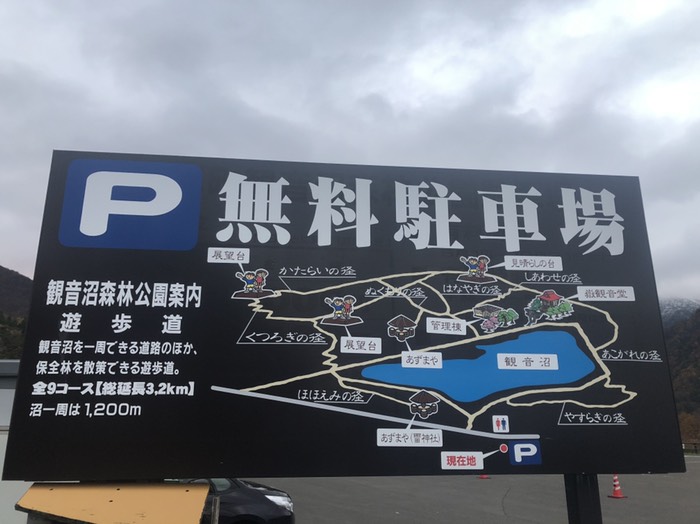 P 無料駐車場
観音沼森林公園案内
遊歩道
観音沼を一周できる道路のほか、
保全林を散策できる遊歩道。
全9コース【総延長3,2km】
沼一周は1,200m
展望台
かたらいの径
見晴らしの台
しあわせの径
ぬくもりの径
はなやぎの径
嶽観音堂
くつろぎの径
展望台
あずまや
管理棟
観音沼
あこがれの径
ほほえみの径
やすらぎの径
あずまや(雷神社)
現在地
P